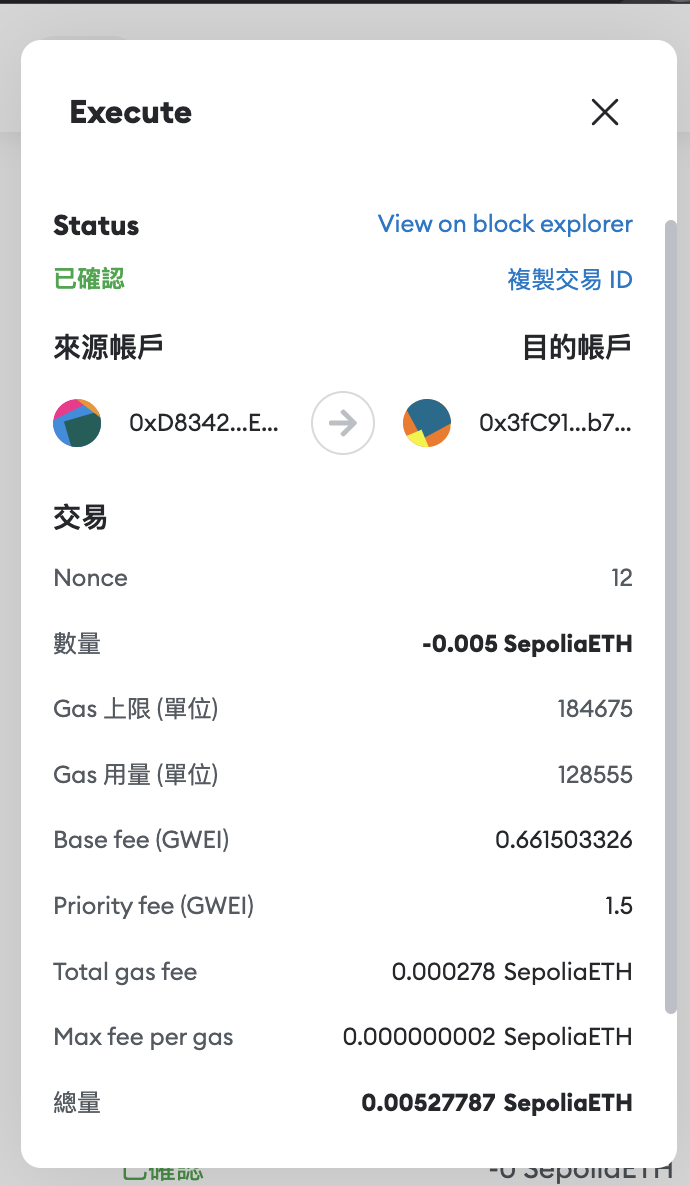 Execute
Status View on block explorer
已確認 複製交易 ID
來源帳戶 目的帳戶
0xD8342...E... 0x3fC91...b7...
交易
Nonce 12
數量 -0.005 SepoliaETH
Gas 上限 (單位) 184675
Gas 用量 (單位) 128555
Base fee (GWEI) 0.661503326
Priority fee (GWEI) 1.5
Total gas fee 0.000278 SepoliaETH
Max fee per gas 0.000000002 SepoliaETH
總量 0.00527787 SepoliaETH
已確認 -0 SepoliaETH